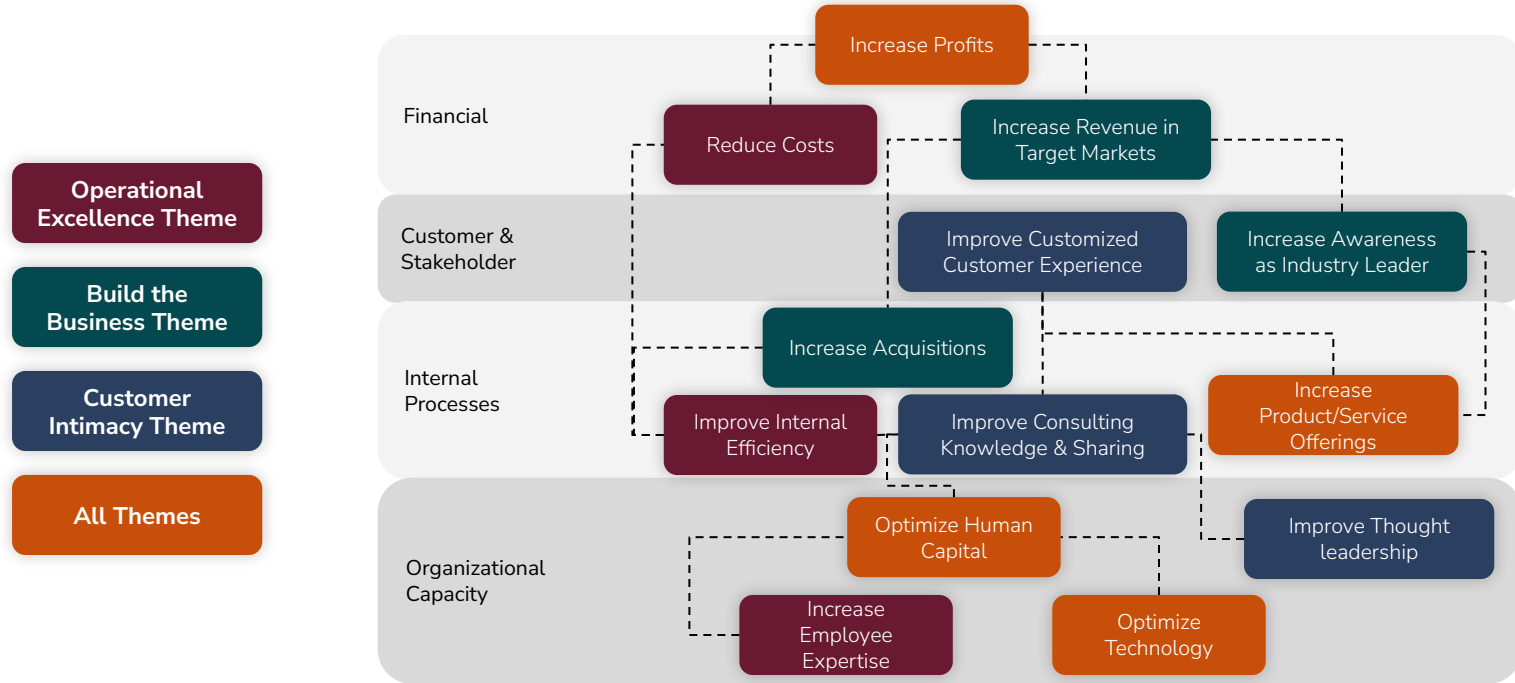 Operational
Excellence Theme
Build the
Business Theme
Customer
Intimacy Theme
All Themes
Increase Profits
Financial
Reduce Costs
Increase Revenue in
Target Markets
Customer &
Stakeholder
Improve Customized
Customer Experience
Increase Awareness
as Industry Leader
Internal
Processes
Increase Acquisitions
Improve Internal
Efficiency
Improve Consulting
Knowledge & Sharing
Increase
Product/Service
Offerings
Organizational
Capacity
Optimize Human
Capital
Improve Thought
leadership
Increase
Employee
Expertise
Optimize
Technology